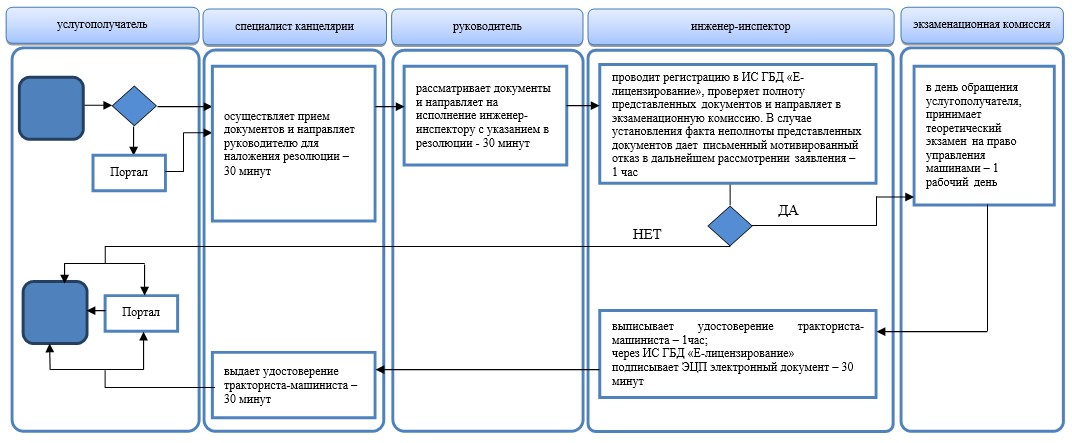 услугополучатель
специалист канцелярии
руководитель
инженер-инспектор
экзаменационная комиссия
Портал
осуществляет прием
документов и направляет
руководителю для
наложения резолюции –
30 минут
рассматривает документы
и направляет на
исполнение инженер-
инспектору с указанием в
резолюции - 30 минут
проводит регистрацию в ИС ГБД «Е-
лицензирование», проверяет полноту
представленных документов и направляет в
экзаменационную комиссию. В случае
установления факта неполноты представленных
документов дает письменный мотивированный
отказ в дальнейшем рассмотрении заявления –
1 час
в день обращения
услугополучателя,
принимает
теоретический
экзамен на право
управления
машинами – 1
рабочий день
ДА
НЕТ
Портал
выписывает удостоверение тракториста-
машиниста – 1час;
через ИС ГБД «Е-лицензирование»
подписывает ЭЦП электронный документ – 30
минут
выдает удостоверение
тракториста-машиниста –
30 минут